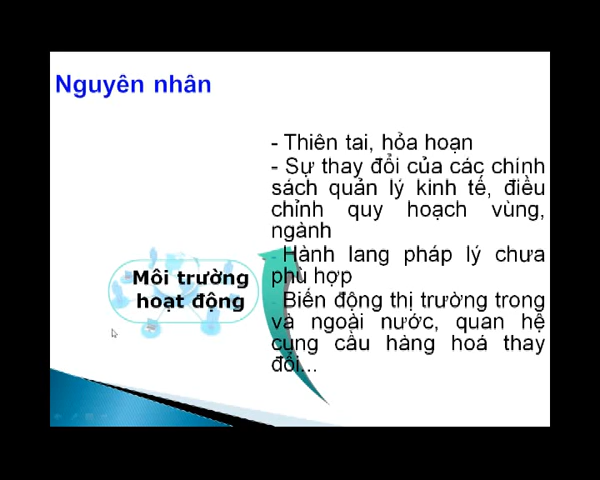 Nguyên nhân
- Thiên tai, hỏa hoạn
- Sự thay đổi của các chính
sách quản lý kinh tế, điều
chỉnh quy hoạch vùng,
ngành
- Hành lang pháp lý chưa
phù hợp
- Biến động thị trường trong
và ngoài nước, quan hệ
cung cầu hàng hoá thay
đổi...
Môi trường
hoạt động